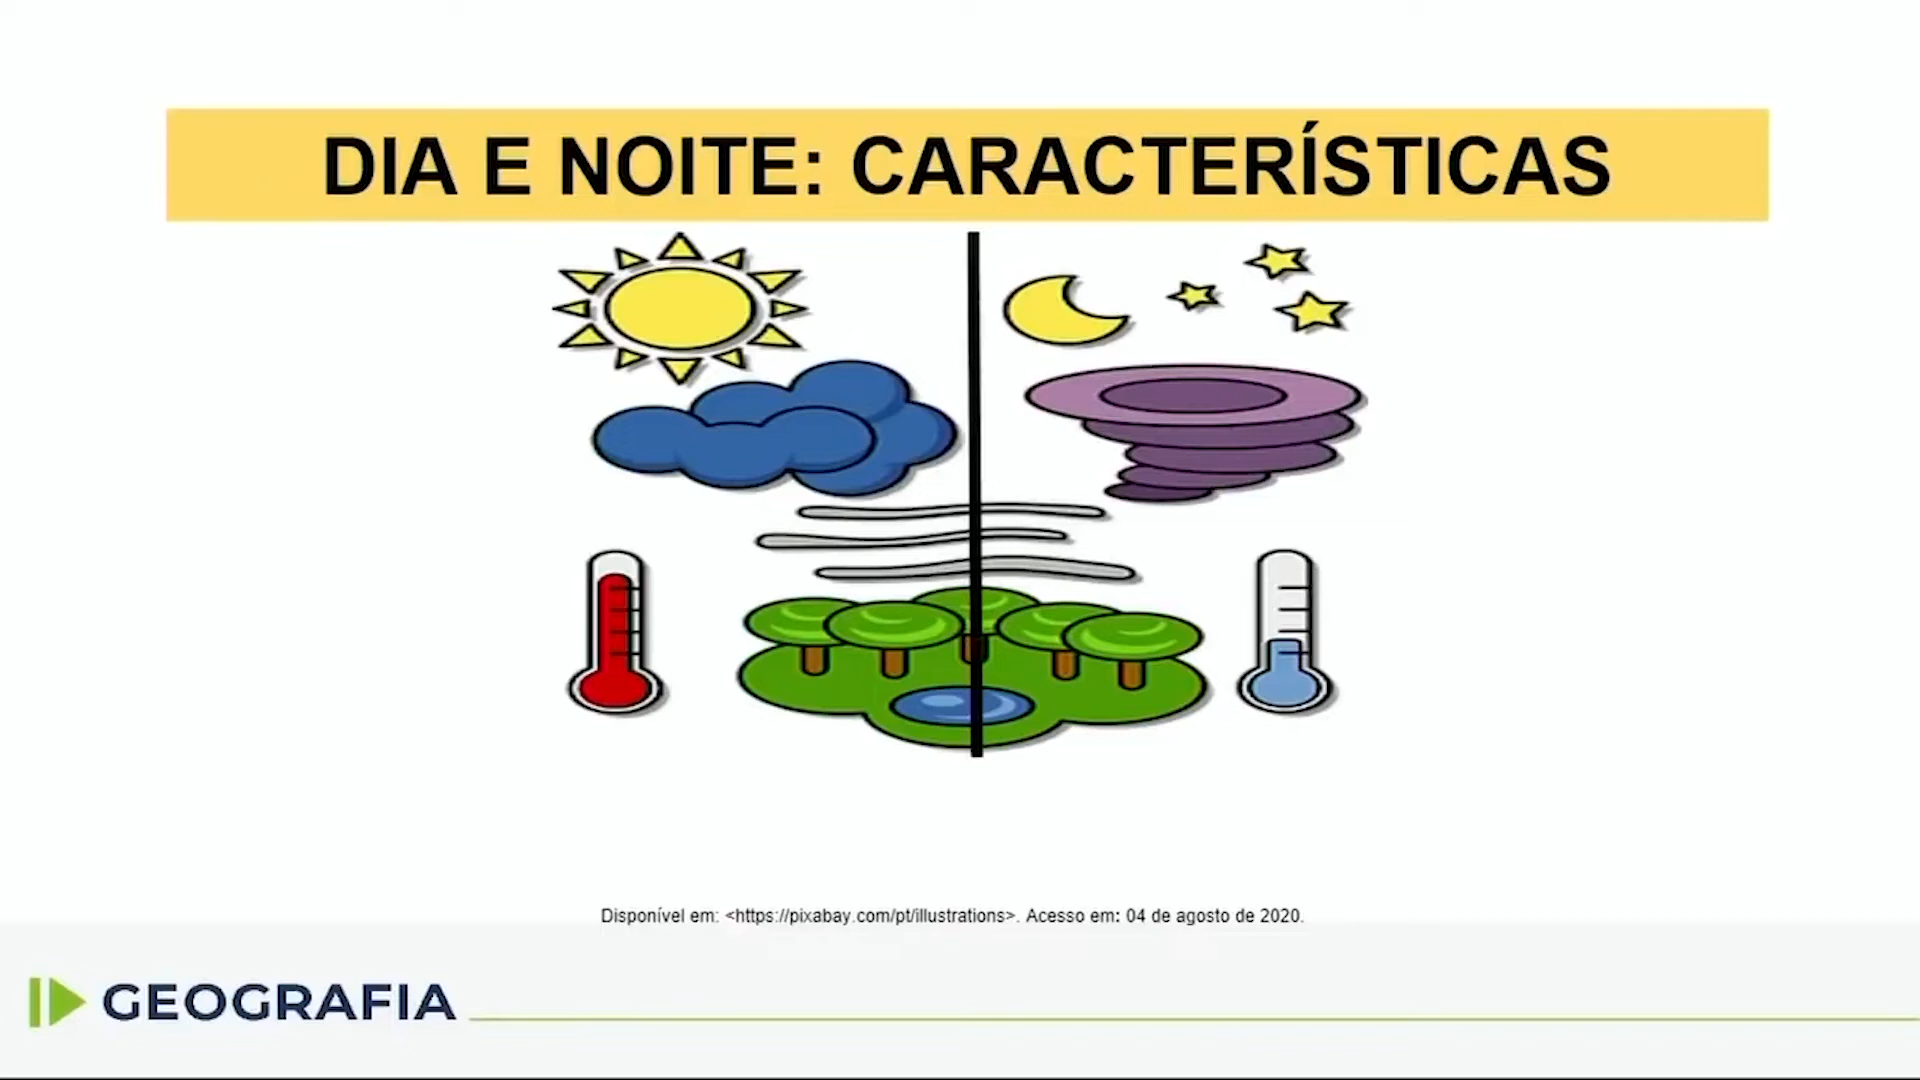 DIA E NOITE: CARACTERÍSTICAS
Disponível em: <https://pixabay.com/pt/illustrations>. Acesso em: 04 de agosto de 2020.
GEOGRAFIA